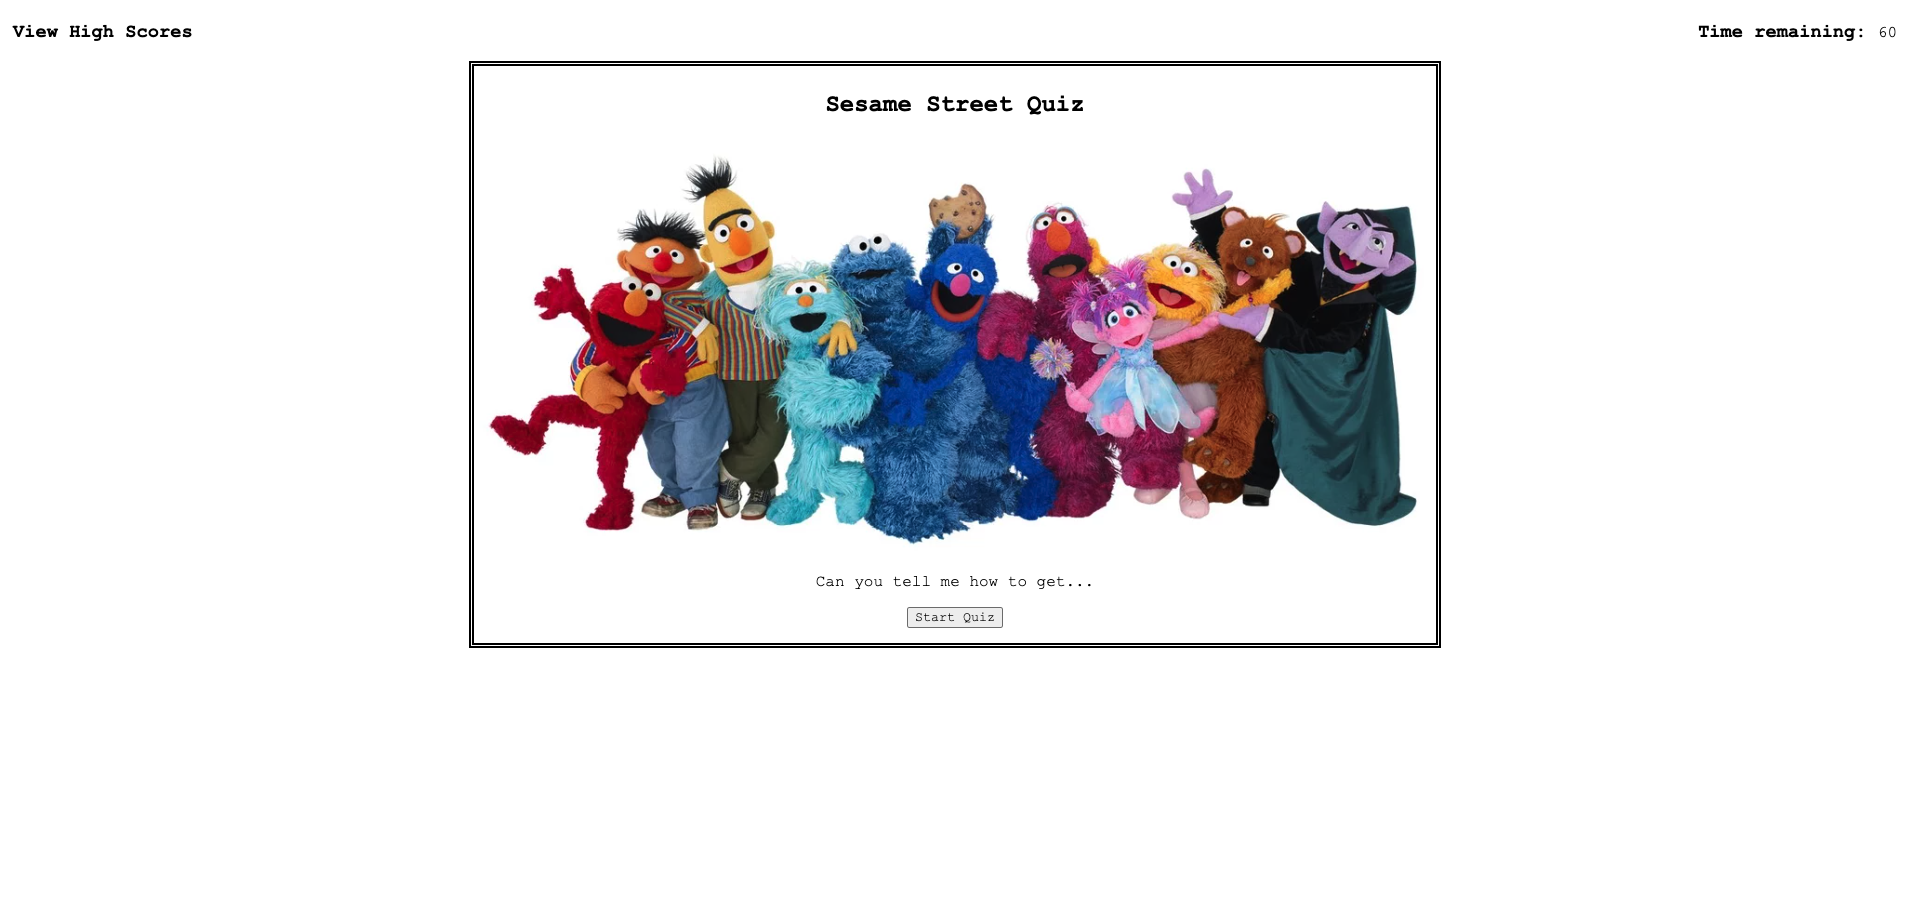 View High Scores
Time remaining: 60
Sesame Street Quiz
Can you tell me how to get...
Start Quiz